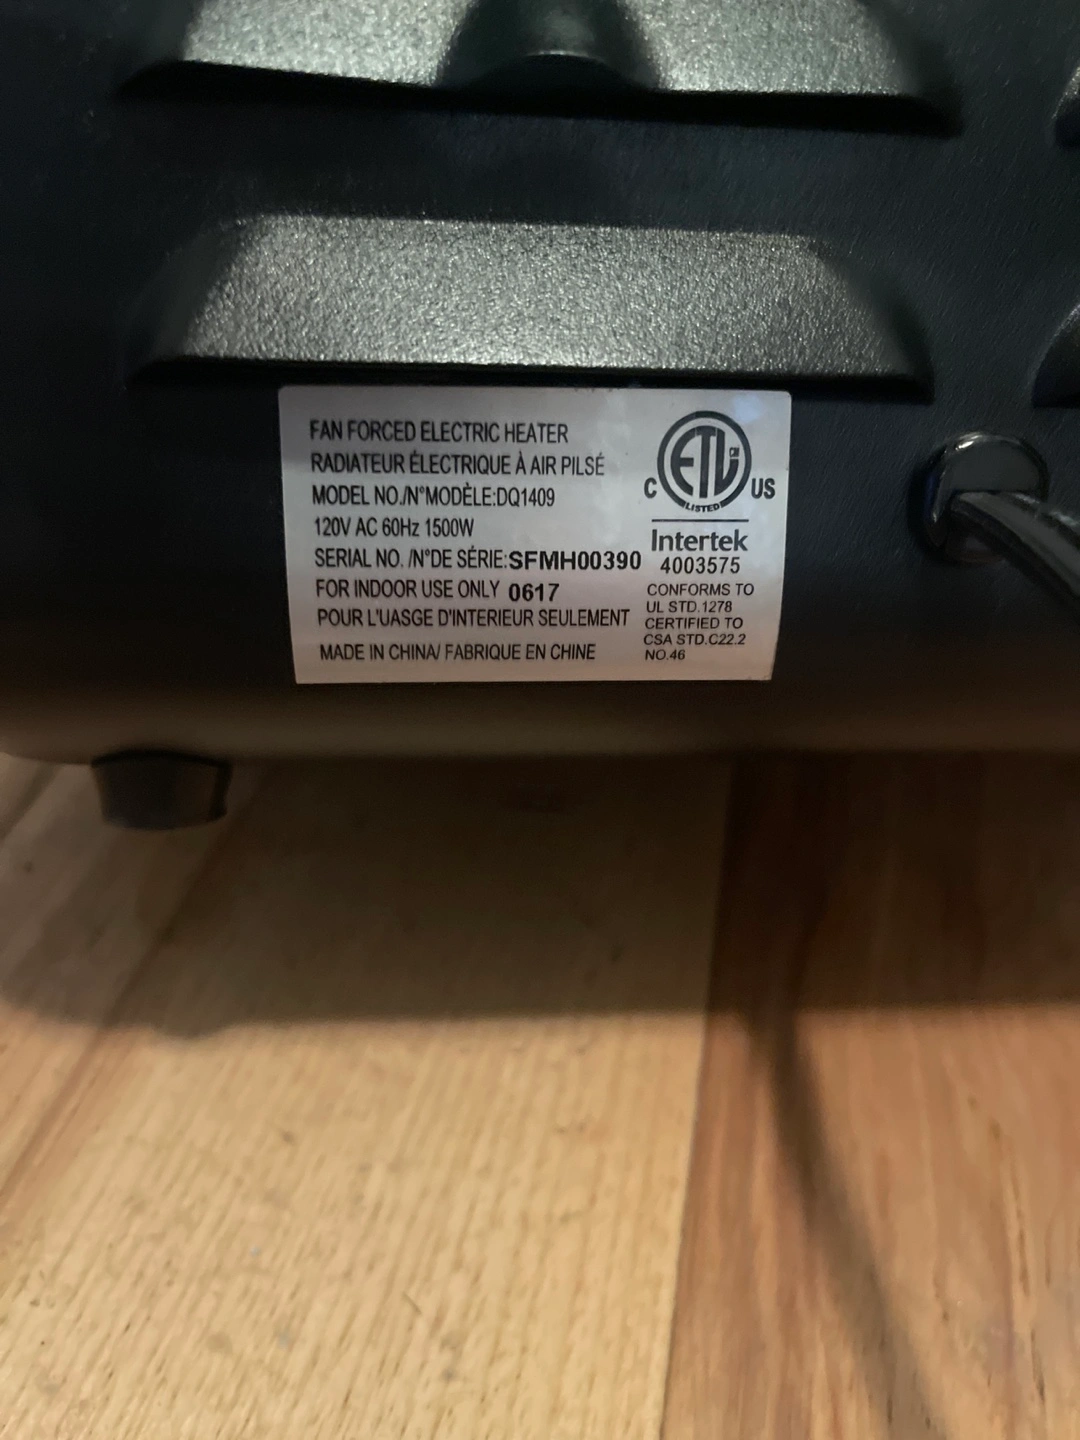 FAN FORCED ELECTRIC HEATER
RADIATEUR ÉLECTRIQUE À AIR PILSÉ
MODEL NO./N°MODÈLE:DQ1409
120V AC 60Hz 1500W
SERIAL NO. /N°DE SÉRIE:SFMH00390
FOR INDOOR USE ONLY 0617
POUR L'UASGE D'INTERIEUR SEULEMENT
MADE IN CHINA/ FABRIQUE EN CHINE
ETL CM
C US
LISTED
Intertek
4003575
CONFORMS TO
UL STD.1278
CERTIFIED TO
CSA STD.C22.2
NO.46